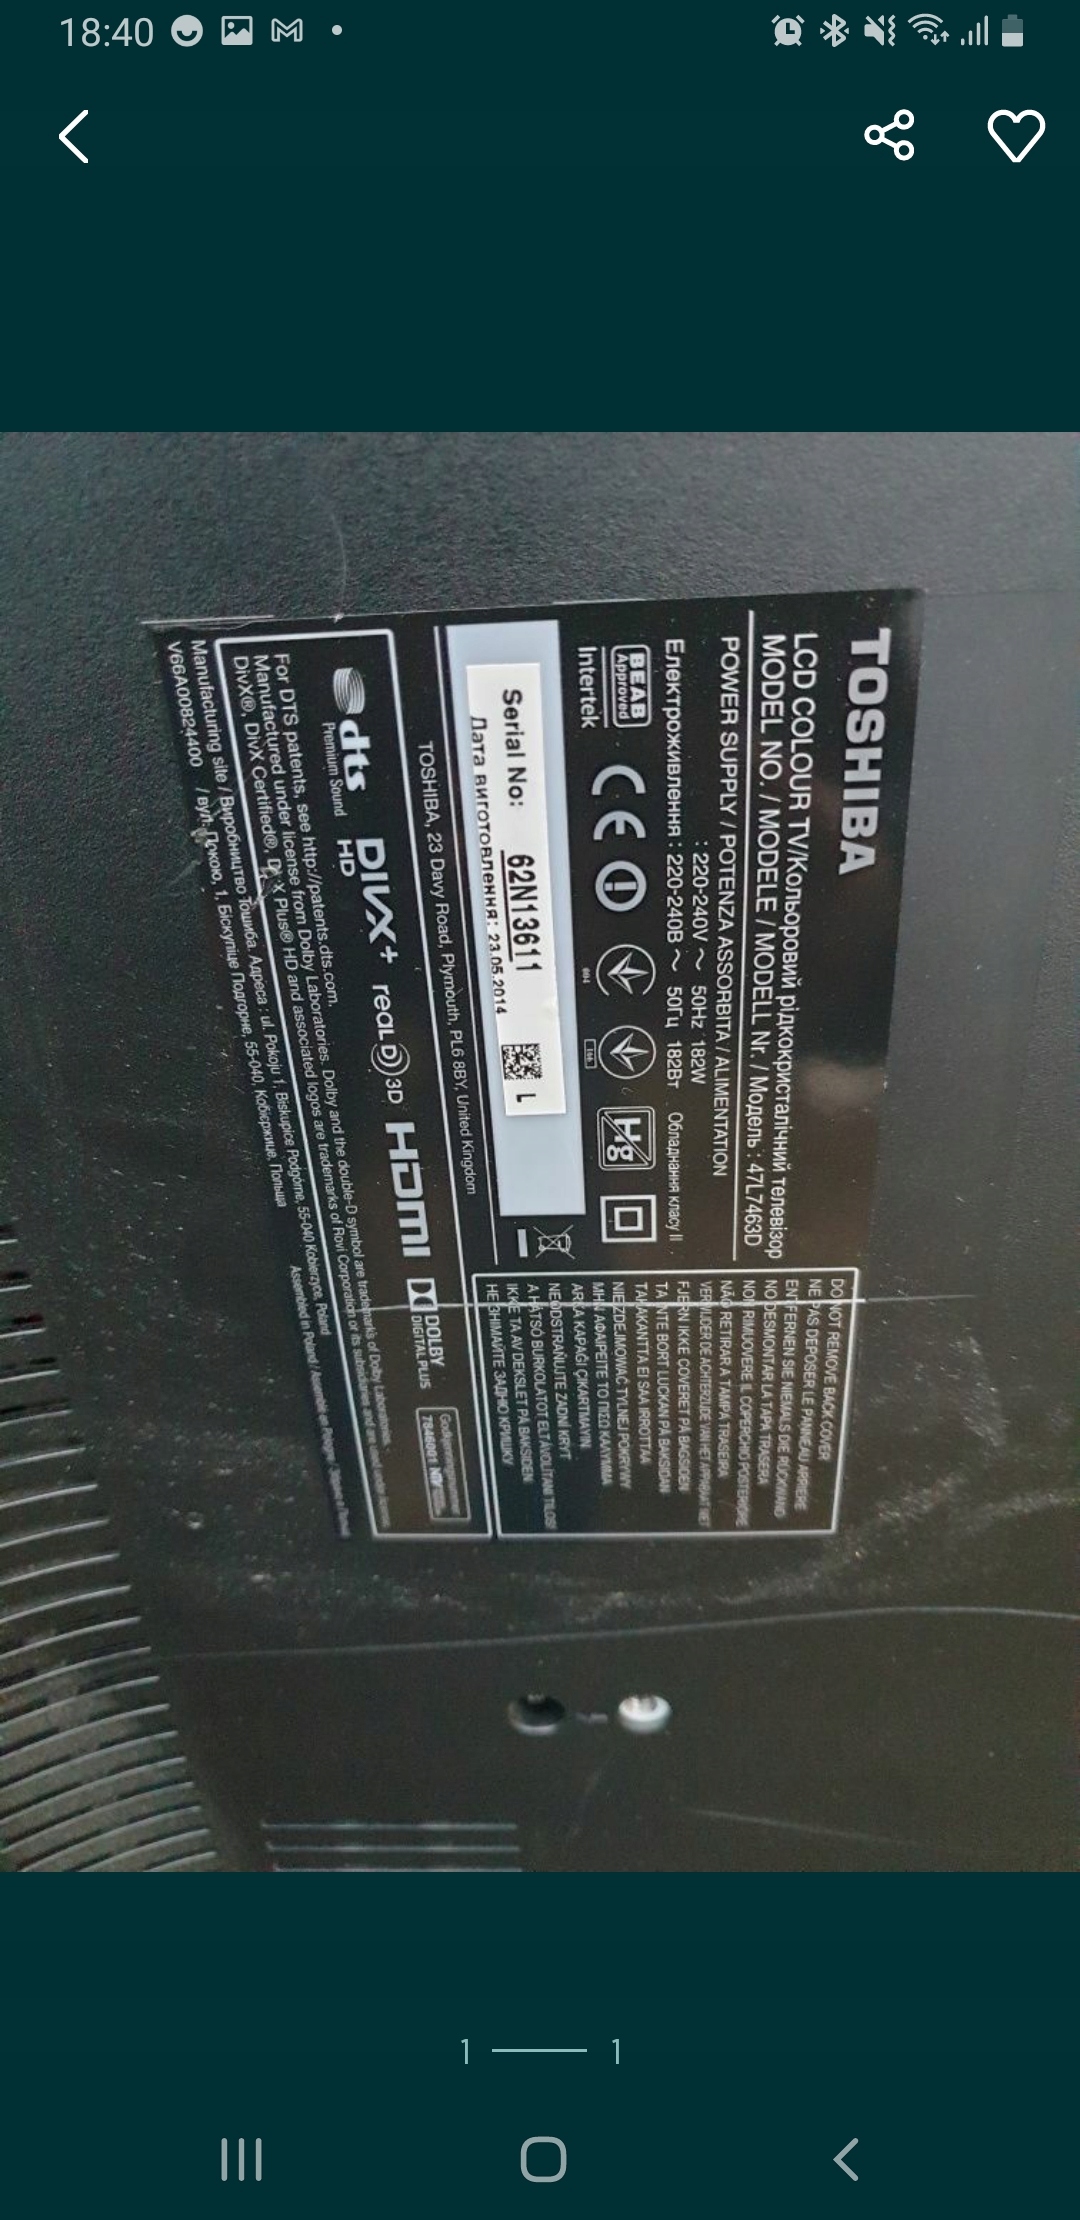 18:40
TOSHIBA
LCD COLOUR TV/Кольоровий рідкокристалічний телевізор
MODEL NO. / MODELE / MODELL Nr. / Модель : 47L7463D
POWER SUPPLY / POTENZA ASSORBITA / ALIMENTATION
: 220-240V ~ 50Hz 182W
Електроживлення : 220-240В ~ 50Гц 182Вт Обладнання класу II
BEAB
Approved
Intertek
CE
Hg
Serial No: 62N13611 L
Дата виготовлення: 23.05.2014
TOSHIBA, 23 Davy Road, Plymouth, PL6 8BY, United Kingdom
dts
Premium Sound HD
DIVX+
REALD 3D
HDMI
DOLBY
DIGITAL PLUS
7846001
For DTS patents, see http://patents.dts.com.
Manufactured under license from Dolby Laboratories. Dolby and the double-D symbol are trademarks of Dolby Laboratories.
DivX®, DivX Certified®, DivX Plus® HD and associated logos are trademarks of Rovi Corporation or its subsidiaries and are used under license.
Manufacturing site / Виробництво Тошиба. Адреса : ul. Pokoju 1, Biskupice Podgórne, 55-040 Kobierzyce, Poland
V66A00824400 / вул. Покою, 1, Біскупіце Подгорне, 55-040, Кобєржице, Польща
Assembled in Poland /
DO NOT REMOVE BACK COVER
NE PAS DEPOSER LE PANNEAU ARRIERE
ENTFERNEN SIE NIEMALS DIE RÜCKWAND
NO DESMONTAR LA TAPA TRASERA
NON RIMUOVERE IL COPERCHIO POSTERIORE
NÃO RETIRAR A TAMPA TRASEIRA
VERWIJDER DE ACHTERZIJDE VAN HET APPARAAT NIET
FJERN IKKE COVERET PÅ BAGSIDEN
TA INTE BORT LUCKAN PÅ BAKSIDAN
TAKAKANTTA EI SAA IRROTTAA
NIE ZDEJMOWAĆ TYLNEJ POKRYWY
ΜΗΝ ΑΦΑΙΡΕΙΤΕ ΤΟ ΠΙΣΩ ΚΑΛΥΜΜΑ
ARKA KAPAĞI ÇIKARTMAYIN
NEODSTRAŇUJTE ZADNÍ KRYT
A HÁTSÓ BURKOLATOT ELTÁVOLÍTANI TILOS!
IKKE TA AV DEKSLET PÅ BAKSIDEN
НЕ ЗНІМАЙТЕ ЗАДНЮ КРИШКУ
1 1